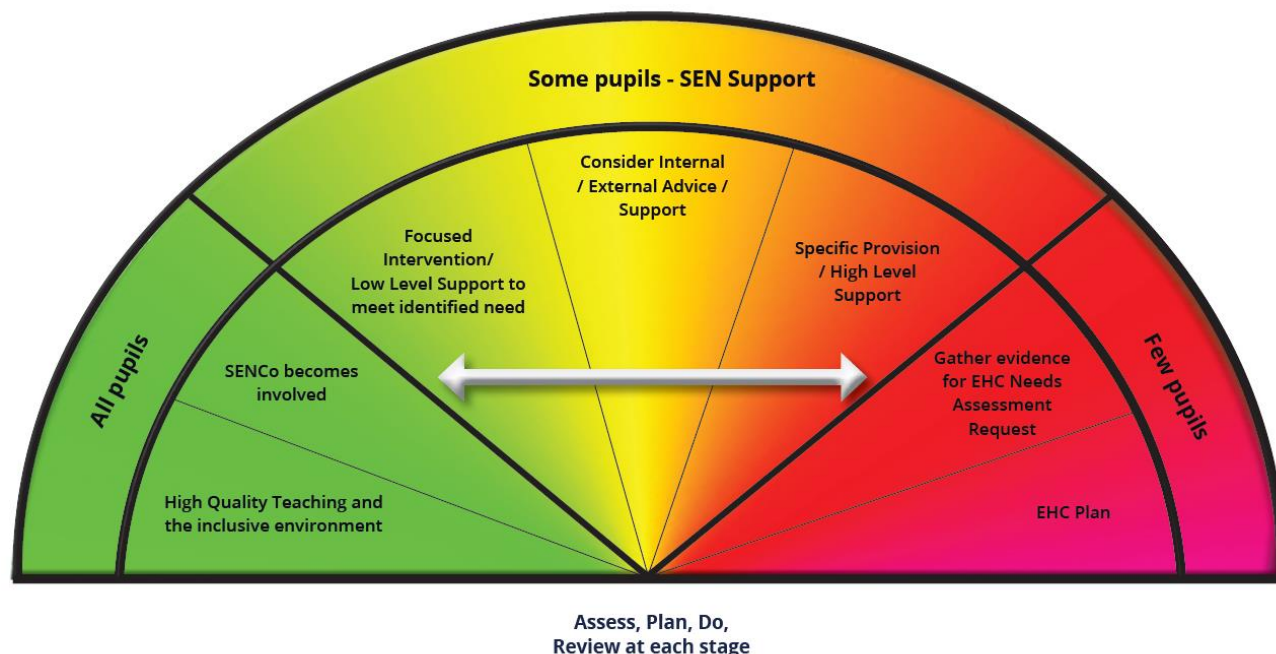 Some pupils - SEN Support
All pupils
Few pupils
High Quality Teaching and
the inclusive environment
SENCo becomes
involved
Focused
Intervention/
Low Level Support to
meet identified need
Consider Internal
/ External Advice /
Support
Specific Provision
/ High Level
Support
Gather evidence
for EHC Needs
Assessment
Request
EHC Plan
Assess, Plan, Do,
Review at each stage